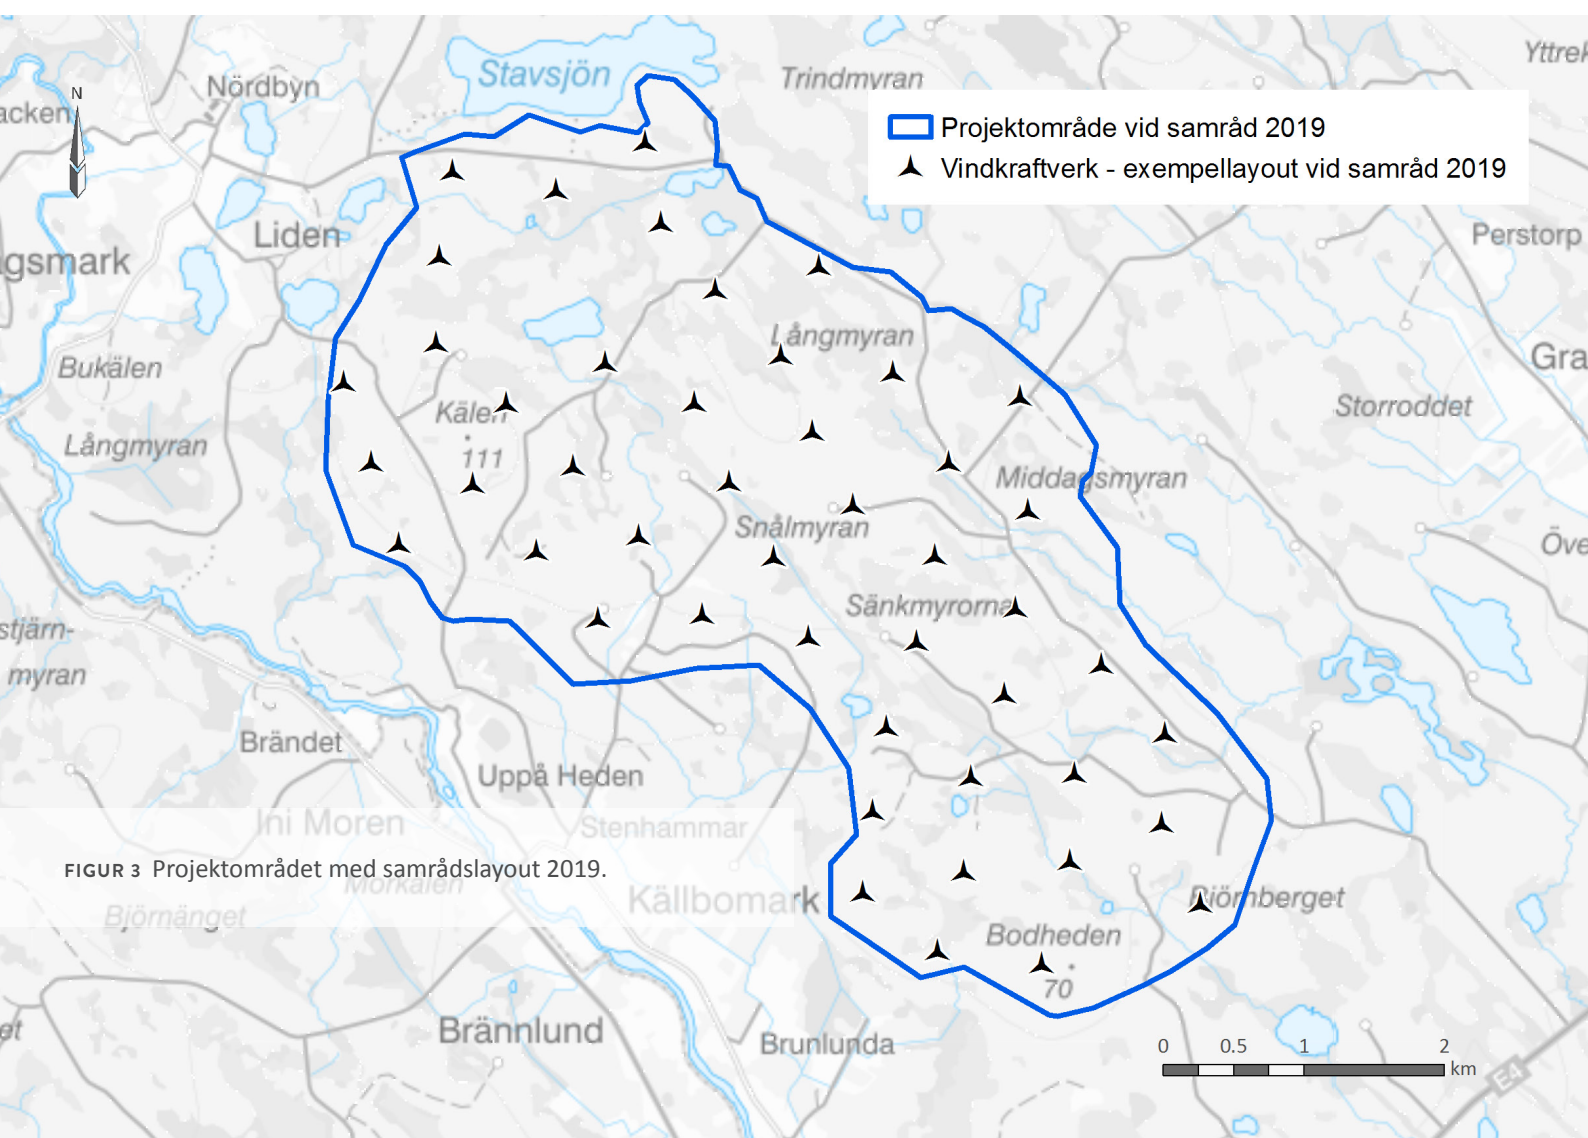 Stavsjön
Trindmyran
Yttre
Nördbyn
N
acken
Projektområde vid samråd 2019
Vindkraftverk - exempellayout vid samråd 2019
Liden
Perstorp
gsmark
Långmyran
Gra
Bukälen
Kälen
111
Storroddet
Långmyran
Middagsmyran
Snålmyran
Öve
Sänkmyrorna
stjärn-
myran
Brändet
Uppå Heden
Ini Moren
Stenhammar
FIGUR 3 Projektområdet med samrådslayout 2019.
Morkälen
Källbomark
Björnberget
Björnänget
Bodheden
70
et
Brännlund
Brunlunda
0 0.5 1 2
km
E4